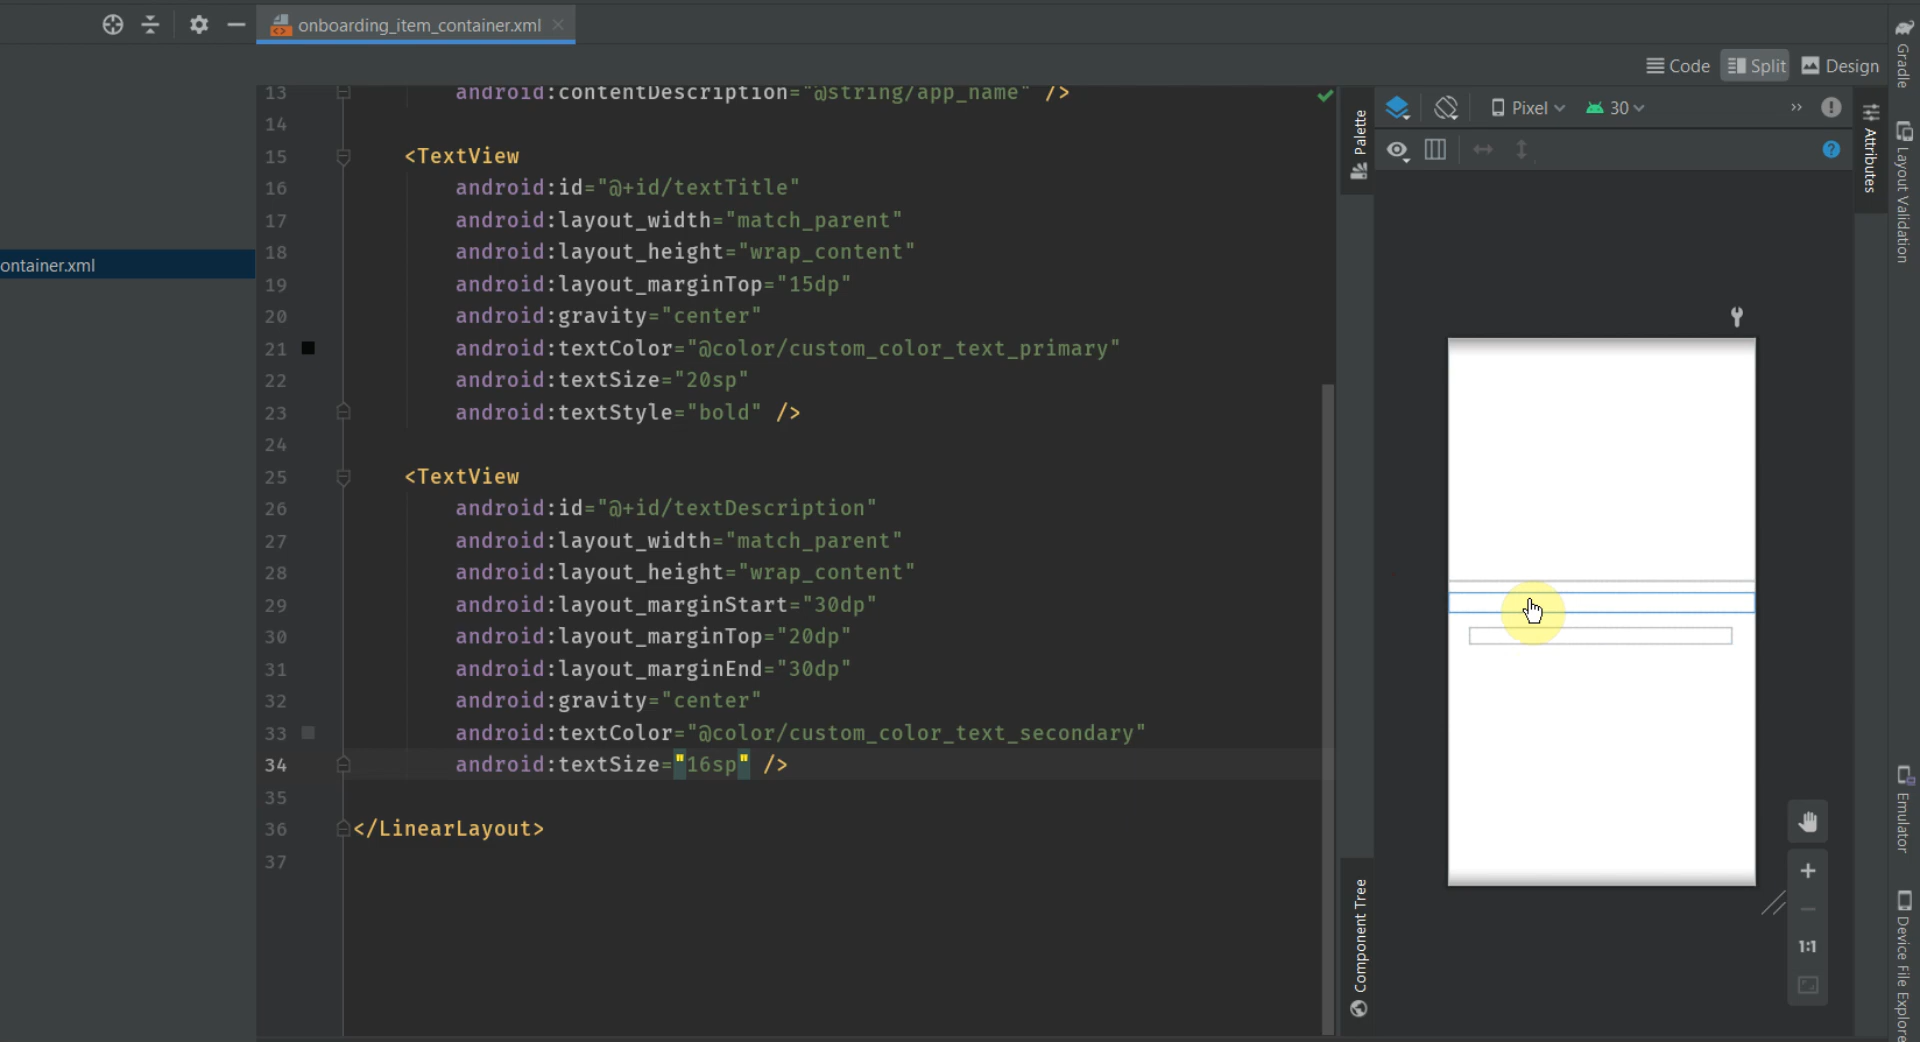 onboarding_item_container.xml
Code
Split
Design
ontainer.xml
13 android:contentDescription="@string/app_name" />
14
15 <TextView
16 android:id="@+id/textTitle"
17 android:layout_width="match_parent"
18 android:layout_height="wrap_content"
19 android:layout_marginTop="15dp"
20 android:gravity="center"
21 android:textColor="@color/custom_color_text_primary"
22 android:textSize="20sp"
23 android:textStyle="bold" />
24
25 <TextView
26 android:id="@+id/textDescription"
27 android:layout_width="match_parent"
28 android:layout_height="wrap_content"
29 android:layout_marginStart="30dp"
30 android:layout_marginTop="20dp"
31 android:layout_marginEnd="30dp"
32 android:gravity="center"
33 android:textColor="@color/custom_color_text_secondary"
34 android:textSize="16sp" />
35
36 </LinearLayout>
37
Palette
Component Tree
Pixel
30
1:1
Attributes
Gradle
Layout Validation
Emulator
Device File Explore